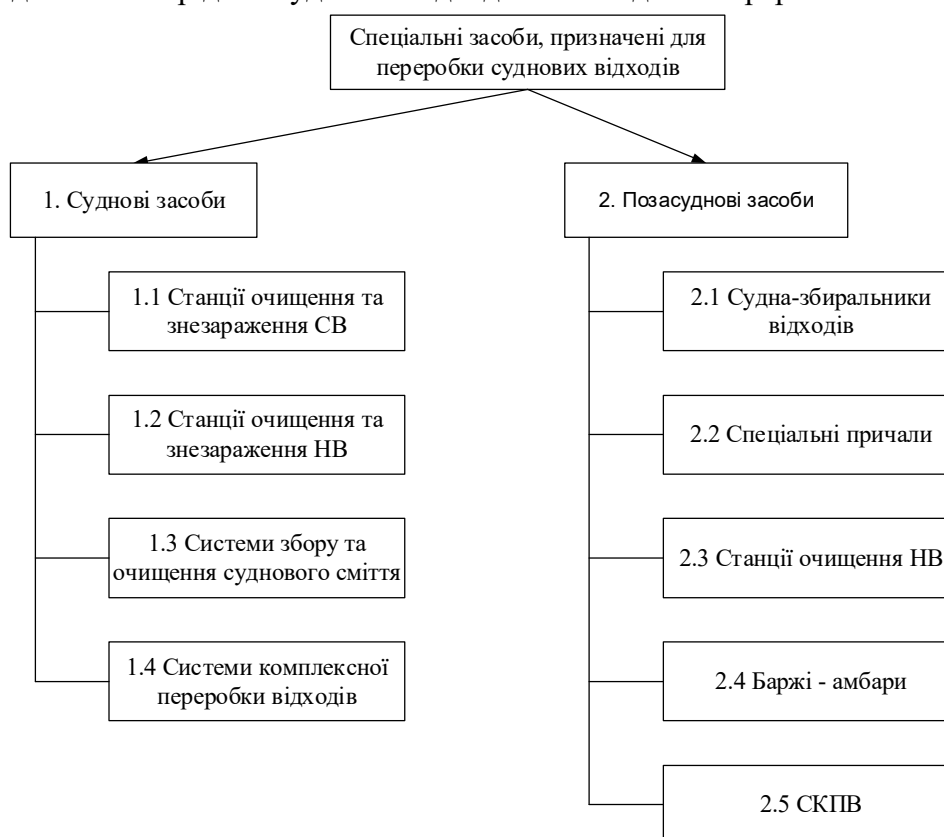 Спеціальні засоби, призначені для
переробки суднових відходів
1. Суднові засоби
1.1 Станції очищення та
знезараження СВ
1.2 Станції очищення та
знезараження НВ
1.3 Системи збору та
очищення суднового сміття
1.4 Системи комплексної
переробки відходів
2. Позасуднові засоби
2.1 Судна-збиральники
відходів
2.2 Спеціальні причали
2.3 Станції очищення НВ
2.4 Баржі - амбари
2.5 СКПВ